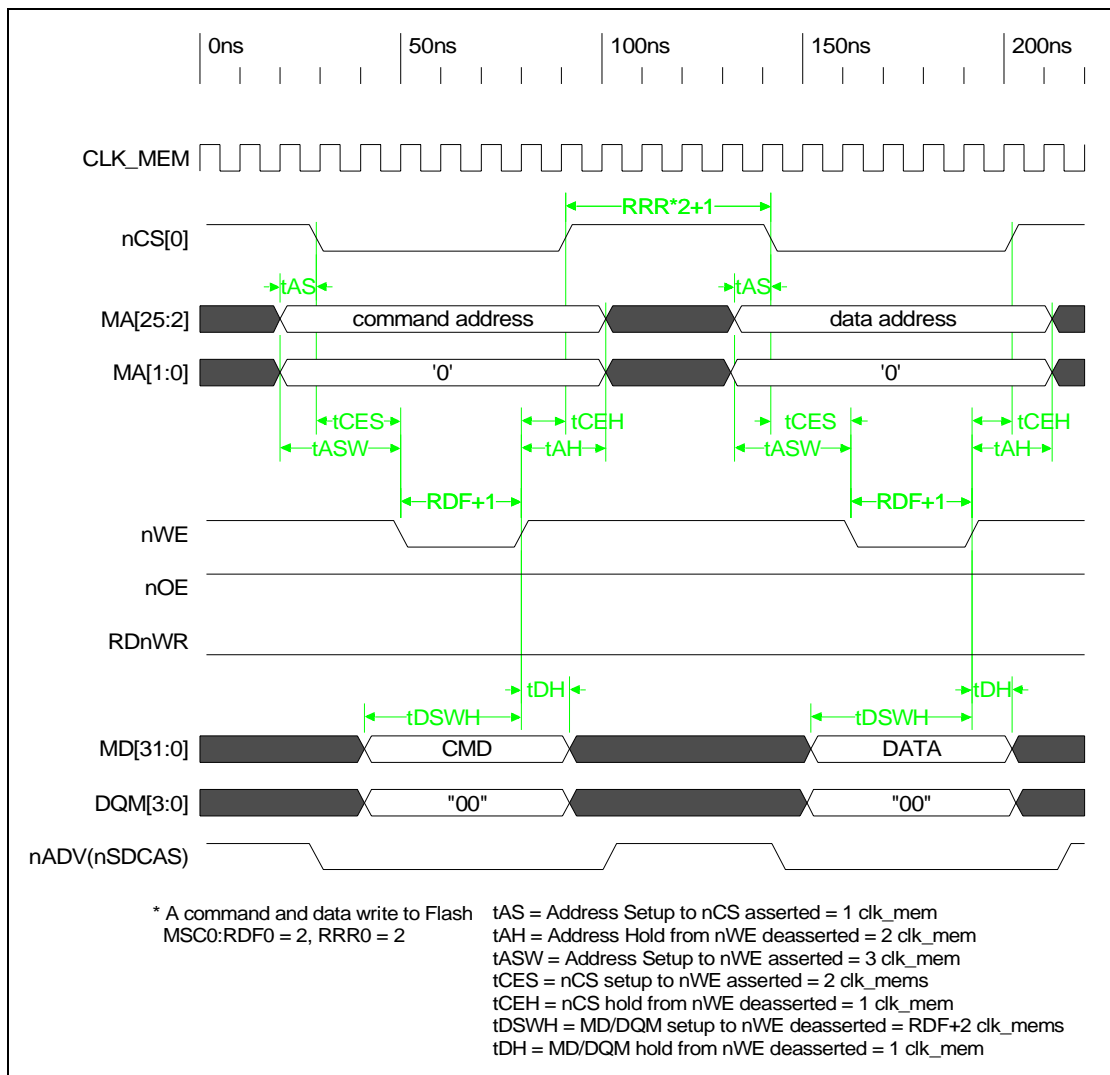 0ns 50ns 100ns 150ns 200ns
CLK_MEM
RRR*2+1
nCS[0]
tAS tAS
MA[25:2] command address data address
MA[1:0] '0' '0'
tCES tCEH tCES tCEH
tASW tAH tASW tAH
RDF+1 RDF+1
nWE
nOE
RDnWR
tDH tDH
tDSWH tDSWH
MD[31:0] CMD DATA
DQM[3:0] "00" "00"
nADV(nSDCAS)
* A command and data write to Flash
MSC0:RDF0 = 2, RRR0 = 2
tAS = Address Setup to nCS asserted = 1 clk_mem
tAH = Address Hold from nWE deasserted = 2 clk_mem
tASW = Address Setup to nWE asserted = 3 clk_mem
tCES = nCS setup to nWE asserted = 2 clk_mems
tCEH = nCS hold from nWE deasserted = 1 clk_mem
tDSWH = MD/DQM setup to nWE deasserted = RDF+2 clk_mems
tDH = MD/DQM hold from nWE deasserted = 1 clk_mem